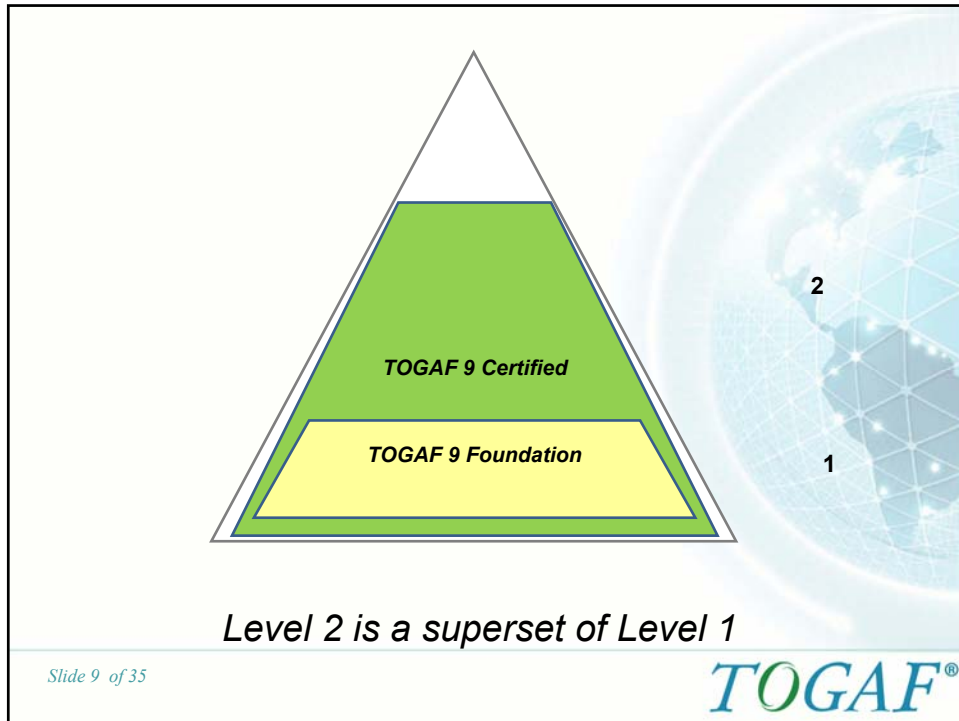 2
TOGAF 9 Certified
TOGAF 9 Foundation
1
Level 2 is a superset of Level 1
Slide 9 of 35
TOGAF®